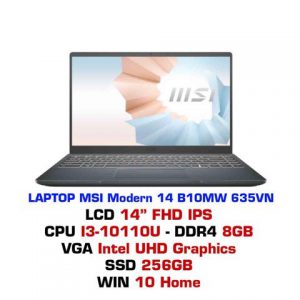 msi
LAPTOP MSI Modern 14 B10MW 635VN
LCD 14” FHD IPS
CPU I3-10110U - DDR4 8GB
VGA Intel UHD Graphics
SSD 256GB
WIN 10 Home